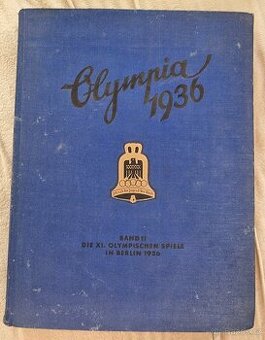 Olympia
1936
BAND II
DIE XI. OLYMPISCHEN SPIELE
IN BERLIN 1936